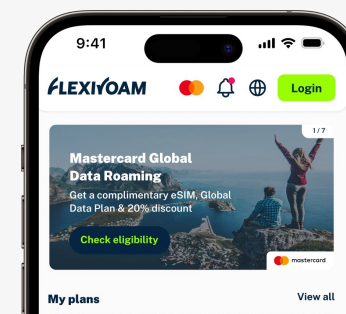 9:41
FLEXIROAM
Login
1/7
Mastercard Global
Data Roaming
Get a complimentary eSIM, Global
Data Plan & 20% discount
Check eligibility
mastercard
My plans
View all